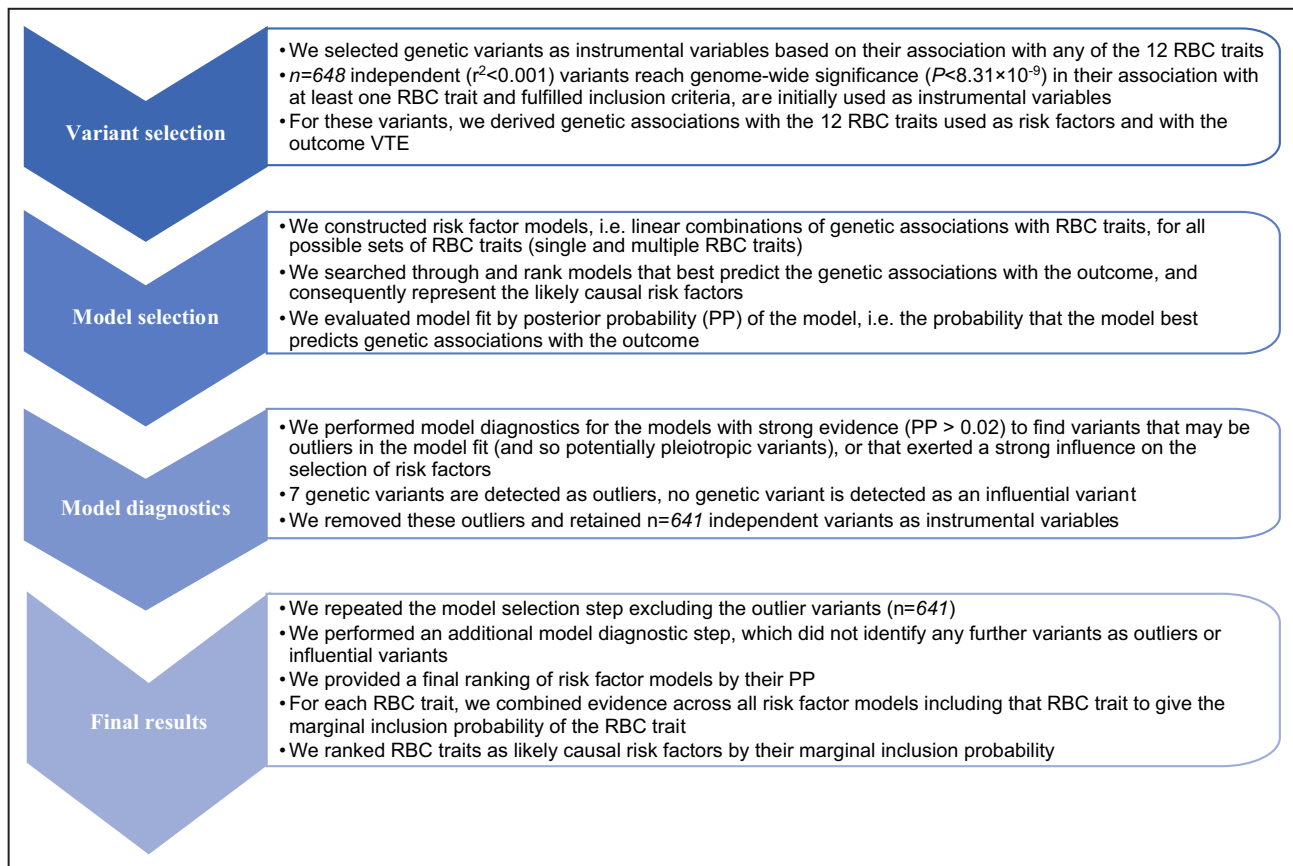 Variant selection
•We selected genetic variants as instrumental variables based on their association with any of the 12 RBC traits
•n=648 independent (r²<0.001) variants reach genome-wide significance (P<8.31×10⁻⁹) in their association with
at least one RBC trait and fulfilled inclusion criteria, are initially used as instrumental variables
•For these variants, we derived genetic associations with the 12 RBC traits used as risk factors and with the
outcome VTE
Model selection
•We constructed risk factor models, i.e. linear combinations of genetic associations with RBC traits, for all
possible sets of RBC traits (single and multiple RBC traits)
•We searched through and rank models that best predict the genetic associations with the outcome, and
consequently represent the likely causal risk factors
•We evaluated model fit by posterior probability (PP) of the model, i.e. the probability that the model best
predicts genetic associations with the outcome
Model diagnostics
•We performed model diagnostics for the models with strong evidence (PP > 0.02) to find variants that may be
outliers in the model fit (and so potentially pleiotropic variants), or that exerted a strong influence on the
selection of risk factors
•7 genetic variants are detected as outliers, no genetic variant is detected as an influential variant
•We removed these outliers and retained n=641 independent variants as instrumental variables
Final results
•We repeated the model selection step excluding the outlier variants (n=641)
•We performed an additional model diagnostic step, which did not identify any further variants as outliers or
influential variants
•We provided a final ranking of risk factor models by their PP
•For each RBC trait, we combined evidence across all risk factor models including that RBC trait to give the
marginal inclusion probability of the RBC trait
•We ranked RBC traits as likely causal risk factors by their marginal inclusion probability